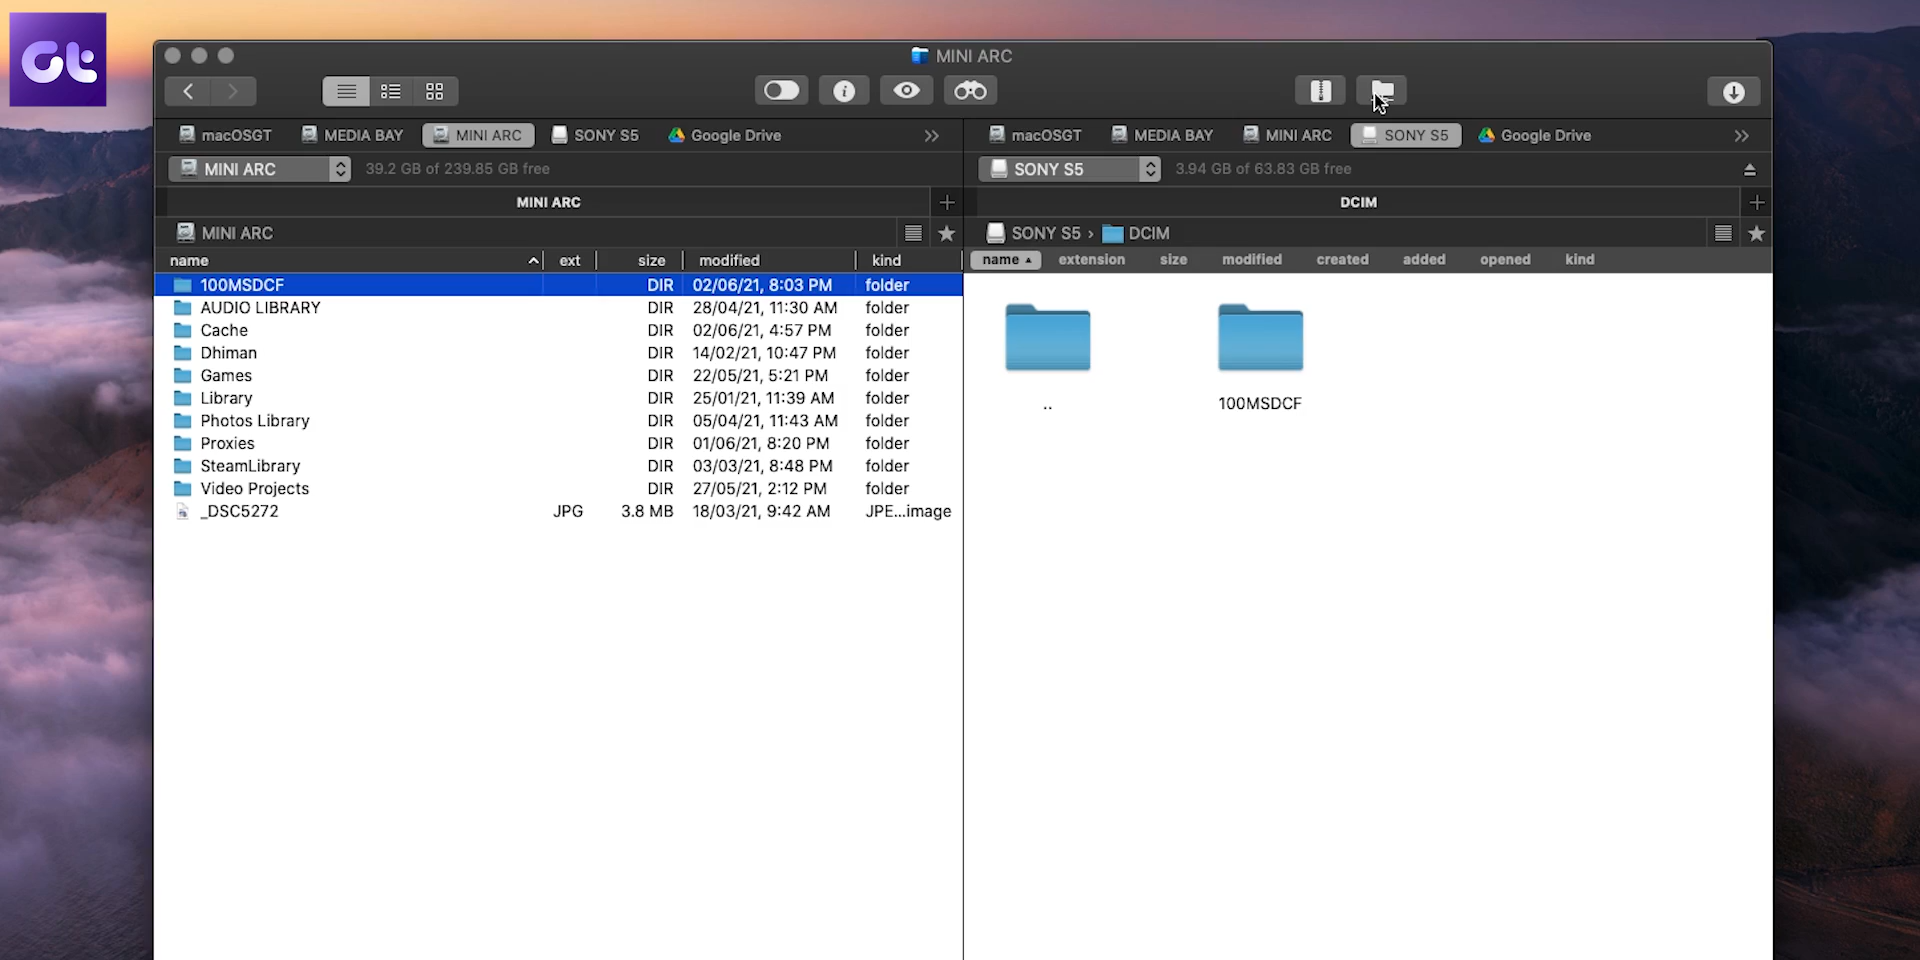 Gt
MINI ARC
macOSGT MEDIA BAY MINI ARC SONY S5 Google Drive >>
macOSGT MEDIA BAY MINI ARC SONY S5 Google Drive >>
MINI ARC 39.2 GB of 239.85 GB free
SONY S5 3.94 GB of 63.83 GB free
MINI ARC
DCIM
MINI ARC
SONY S5 › DCIM
name ext size modified kind
name extension size modified created added opened kind
100MSDCF DIR 02/06/21, 8:03 PM folder
AUDIO LIBRARY DIR 28/04/21, 11:30 AM folder
Cache DIR 02/06/21, 4:57 PM folder
Dhiman DIR 14/02/21, 10:47 PM folder
Games DIR 22/05/21, 5:21 PM folder
Library DIR 25/01/21, 11:39 AM folder
Photos Library DIR 05/04/21, 11:43 AM folder
Proxies DIR 01/06/21, 8:20 PM folder
SteamLibrary DIR 03/03/21, 8:48 PM folder
Video Projects DIR 27/05/21, 2:12 PM folder
_DSC5272 JPG 3.8 MB 18/03/21, 9:42 AM JPE...image
.. 100MSDCF